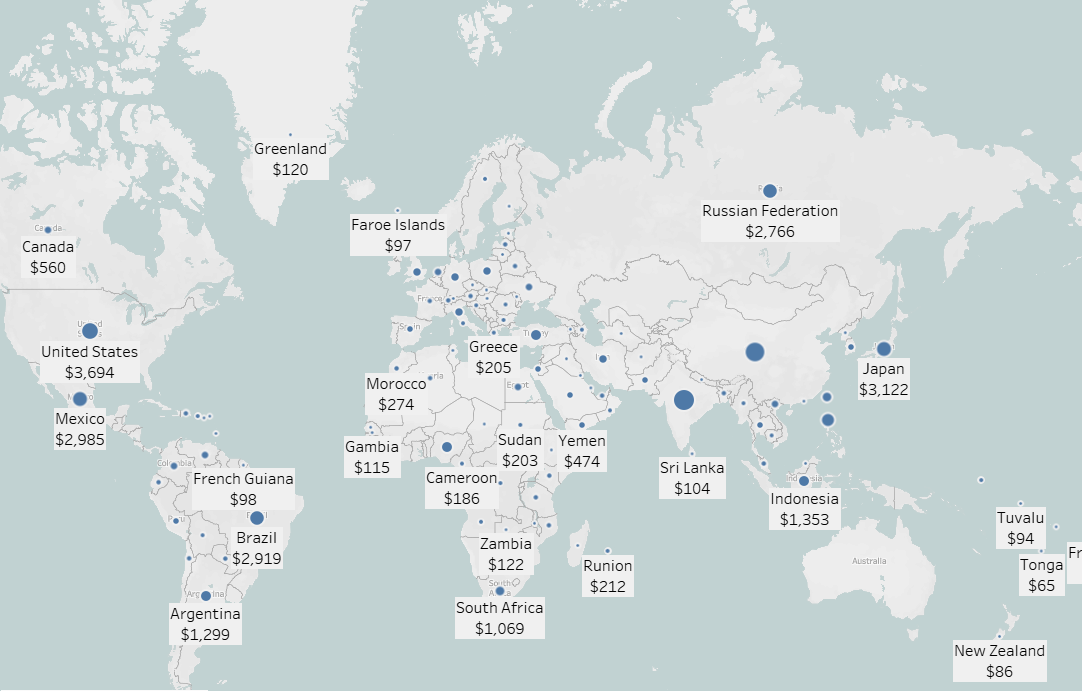 Greenland
$120
Faroe Islands
$97
Russian Federation
$2,766
Canada
$560
United States
$3,694
Greece
$205
Japan
$3,122
Mexico
$2,985
Morocco
$274
Gambia
$115
Sudan
$203
Yemen
$474
Cameroon
$186
Sri Lanka
$104
French Guiana
$98
Indonesia
$1,353
Brazil
$2,919
Tuvalu
$94
Zambia
$122
Australia
Runion
$212
Tonga
$65
Fr
Argentina
$1,299
South Africa
$1,069
New Zealand
$86